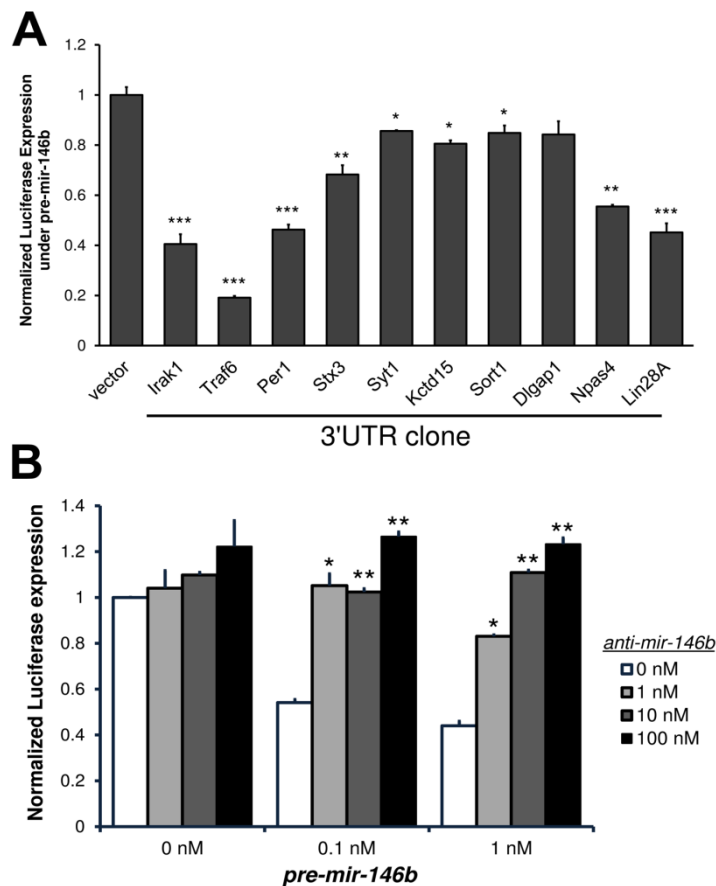 A
Normalized Luciferase Expression
under pre-mir-146b
1.2
1
0.8
0.6
0.4
0.2
0
***
***
***
**
*
*
*
**
***
vector
Irak1
Traf6
Per1
Stx3
Syt1
Kctd15
Sort1
Dlgap1
Npas4
Lin28A
3'UTR clone
B
Normalized Luciferase expression
1.4
1.2
1
0.8
0.6
0.4
0.2
0
*
**
**
*
**
**
anti-mir-146b
0 nM
1 nM
10 nM
100 nM
0 nM
0.1 nM
1 nM
pre-mir-146b